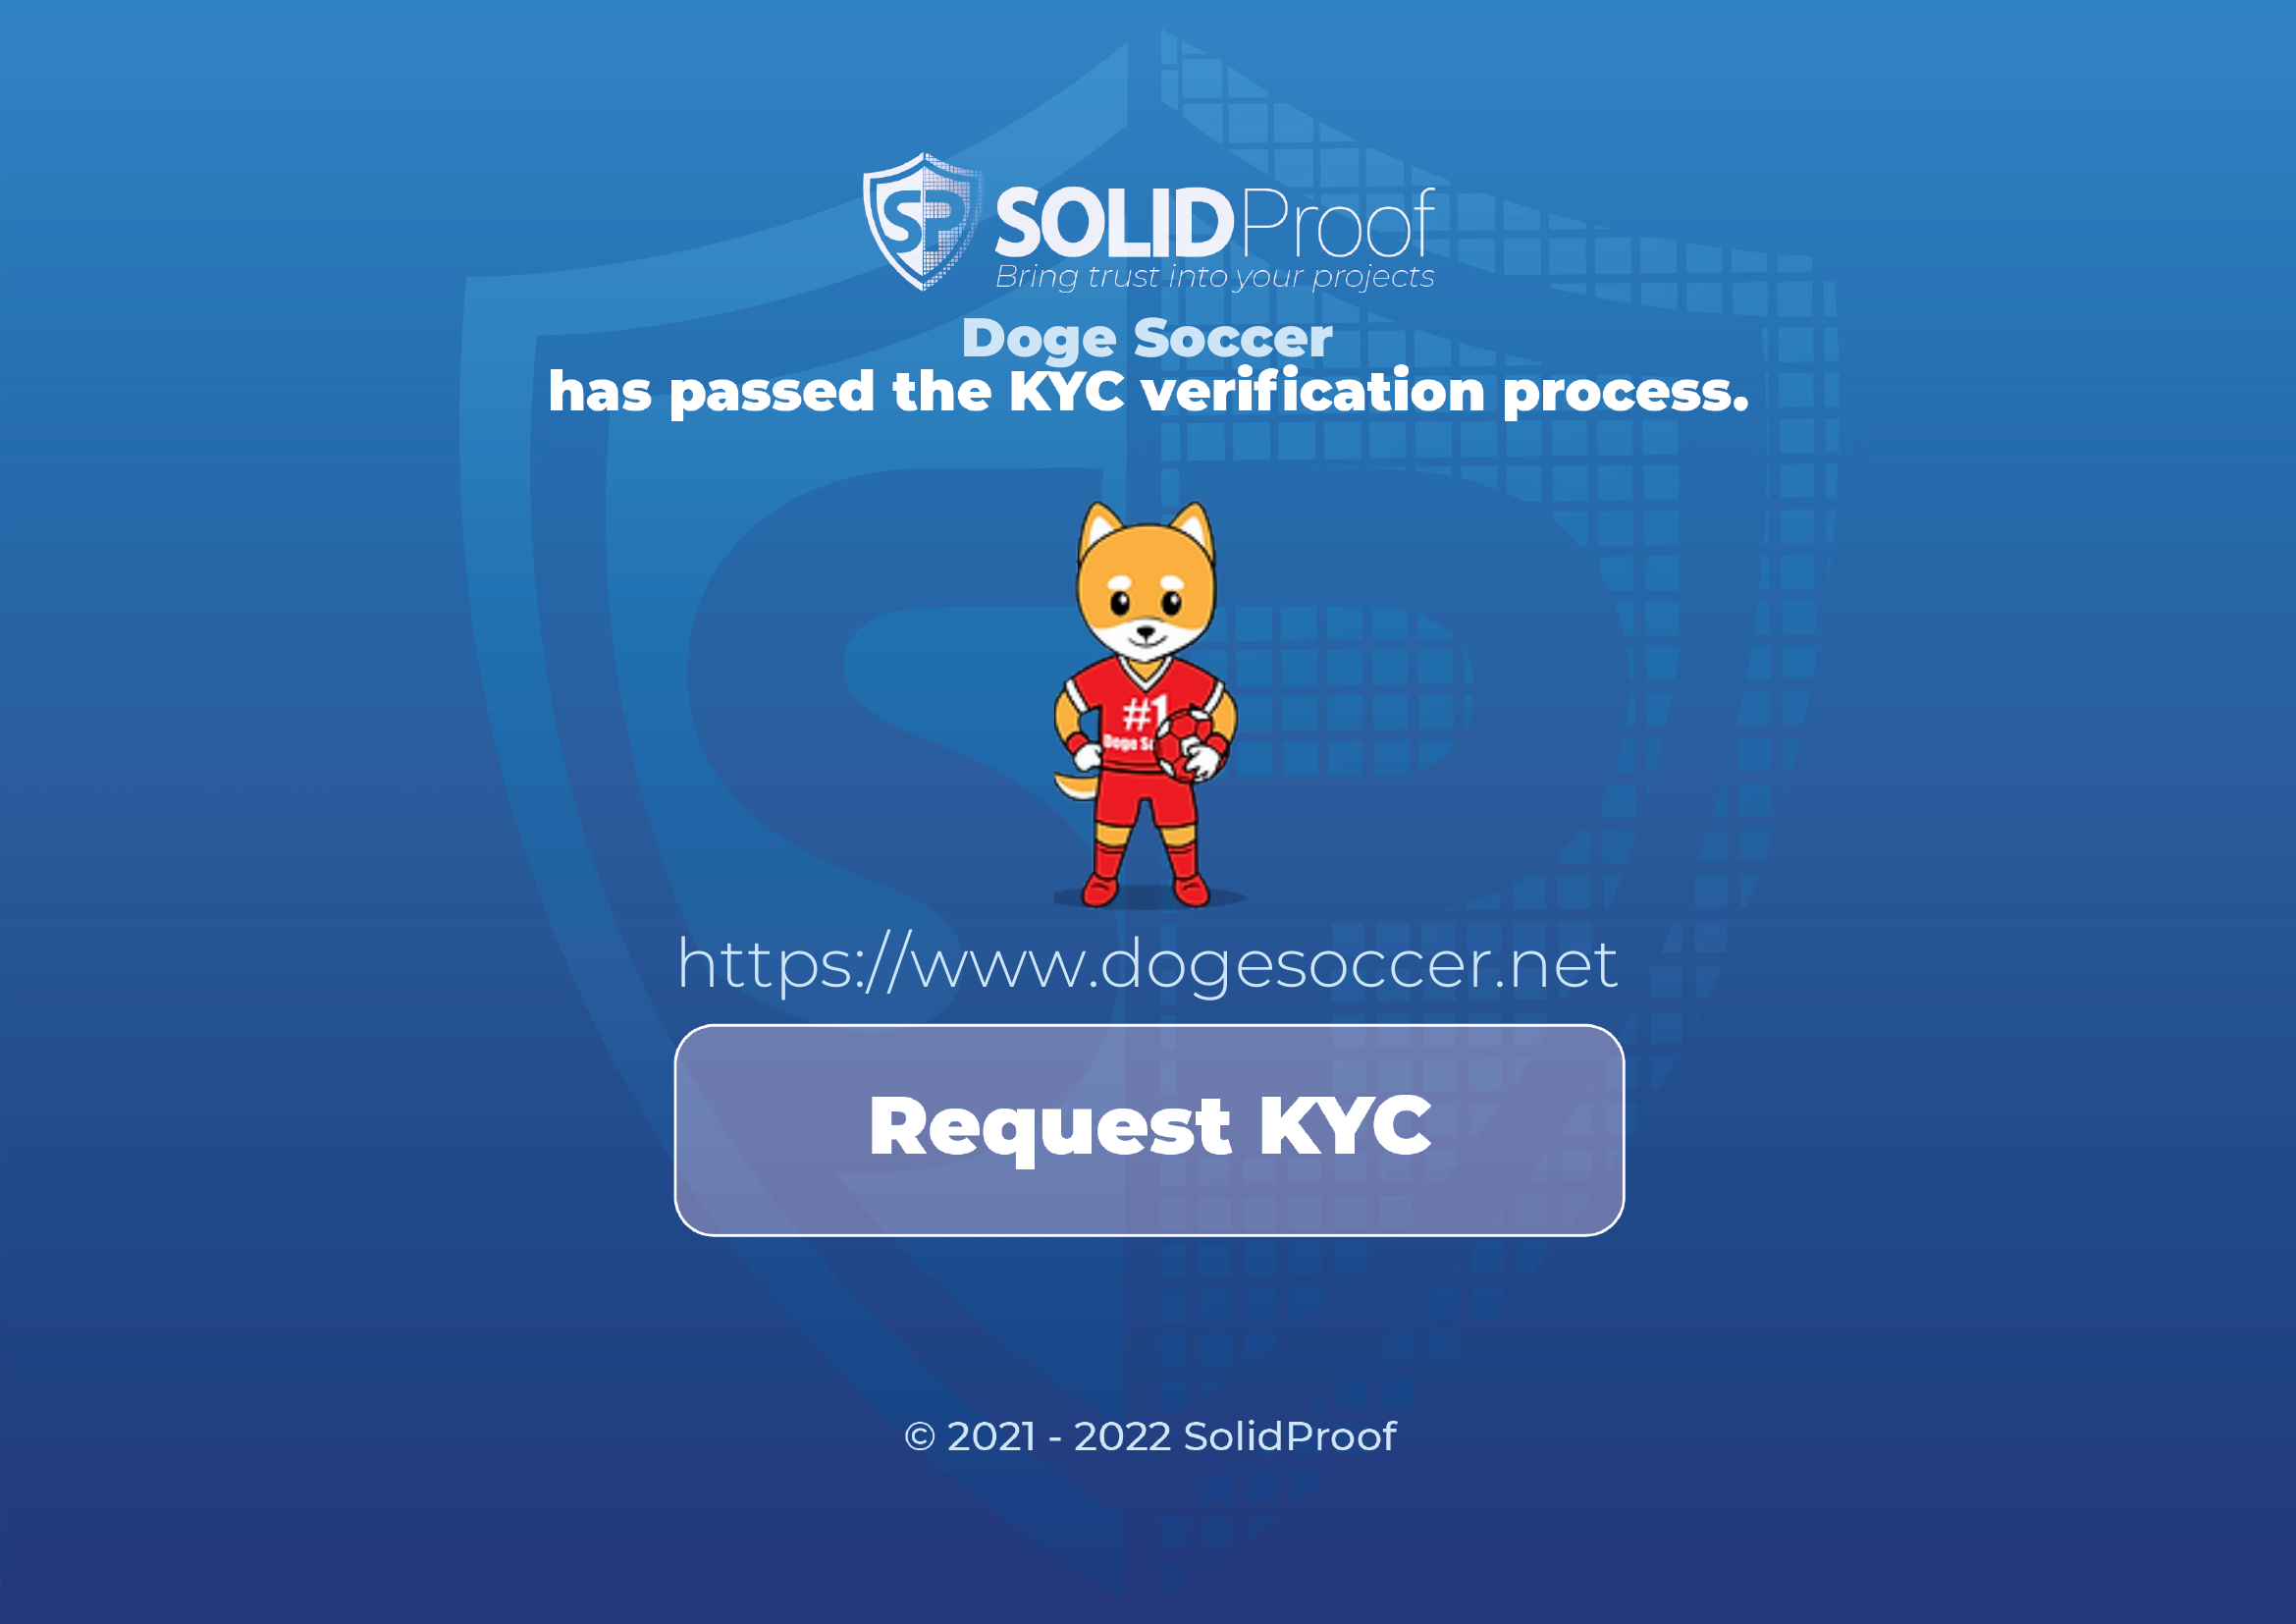 SP
SOLIDProof
Bring trust into your projects
Doge Soccer
has passed the KYC verification process.
#1
Doge
https://www.dogesoccer.net
Request KYC
© 2021 - 2022 SolidProof